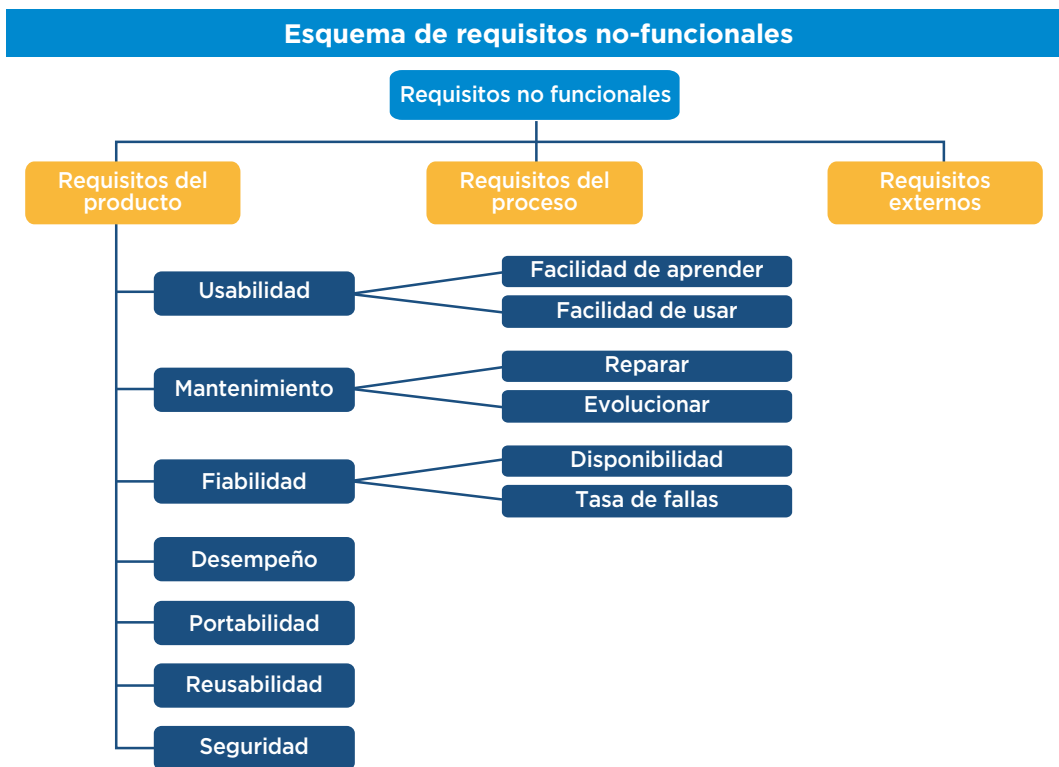 Esquema de requisitos no-funcionales
Requisitos no funcionales
Requisitos del
producto
Requisitos del
proceso
Requisitos
externos
Usabilidad
Facilidad de aprender
Facilidad de usar
Mantenimiento
Reparar
Evolucionar
Fiabilidad
Disponibilidad
Tasa de fallas
Desempeño
Portabilidad
Reusabilidad
Seguridad